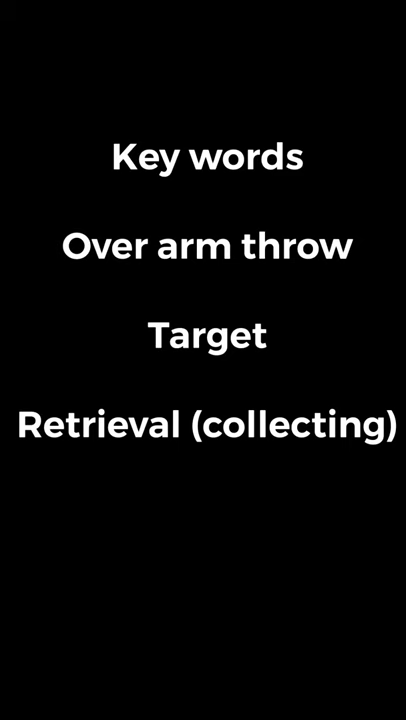 Key words
Over arm throw
Target
Retrieval (collecting)